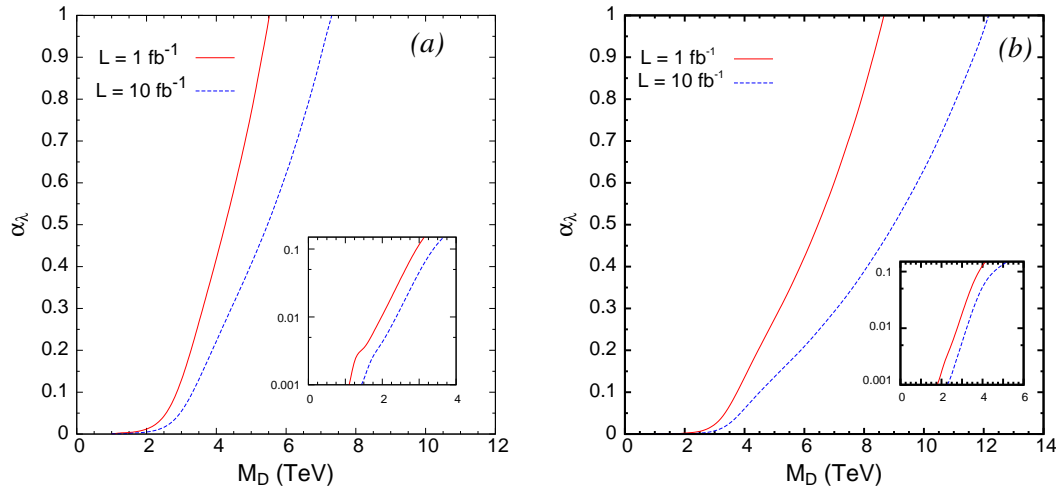 (a)
L = 1 fb⁻¹
L = 10 fb⁻¹
α_λ
1
0.9
0.8
0.7
0.6
0.5
0.4
0.3
0.2
0.1
0
0 2 4 6 8 10 12
M_D (TeV)
0.1
0.01
0.001
0 2 4
(b)
L = 1 fb⁻¹
L = 10 fb⁻¹
α_λ
1
0.9
0.8
0.7
0.6
0.5
0.4
0.3
0.2
0.1
0
0 2 4 6 8 10 12 14
M_D (TeV)
0.1
0.01
0.001
0 2 4 6